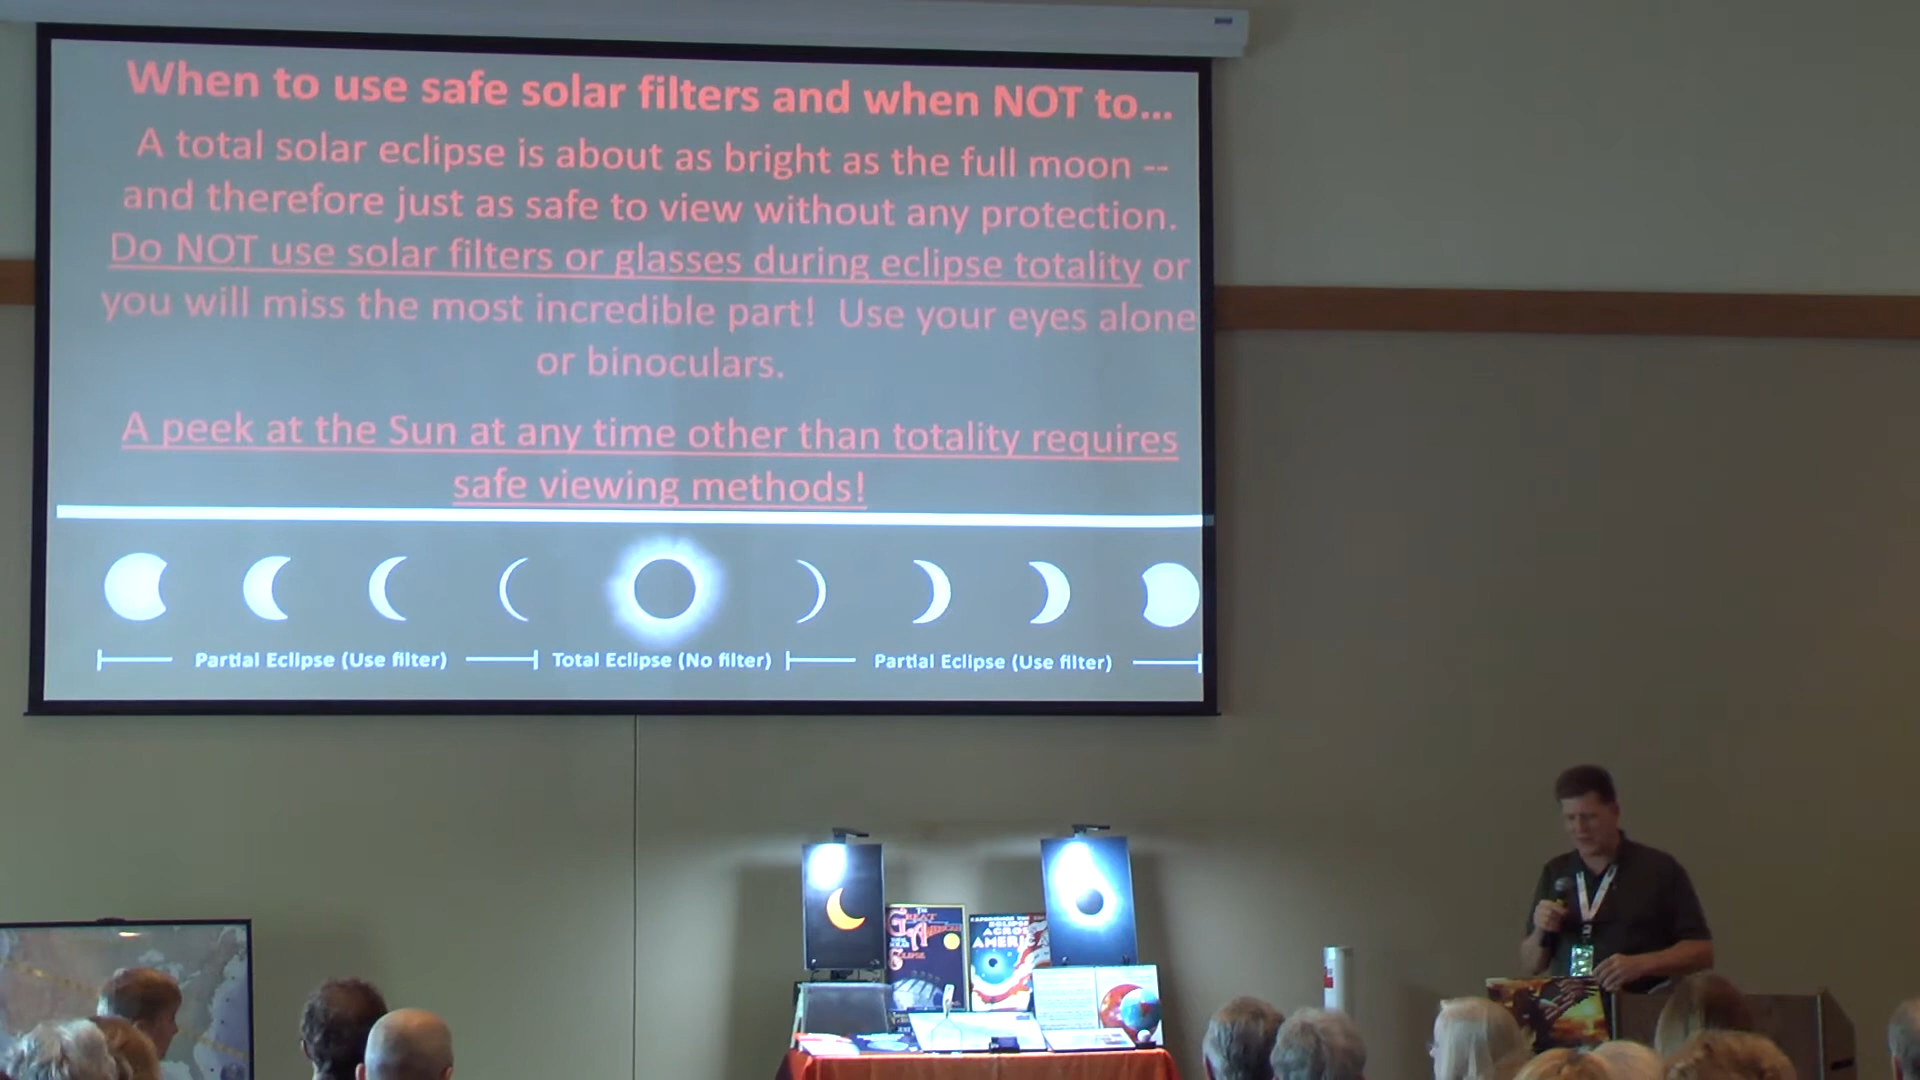 When to use safe solar filters and when NOT to...
A total solar eclipse is about as bright as the full moon --
and therefore just as safe to view without any protection.
Do NOT use solar filters or glasses during eclipse totality or
you will miss the most incredible part!  Use your eyes alone
or binoculars.
A peek at the Sun at any time other than totality requires
safe viewing methods!
Partial Eclipse (Use filter)
Total Eclipse (No filter)
Partial Eclipse (Use filter)
THE
GREAT
AMERICAN
ECLIPSE
ECLIPSE
ACROSS
AMERICA